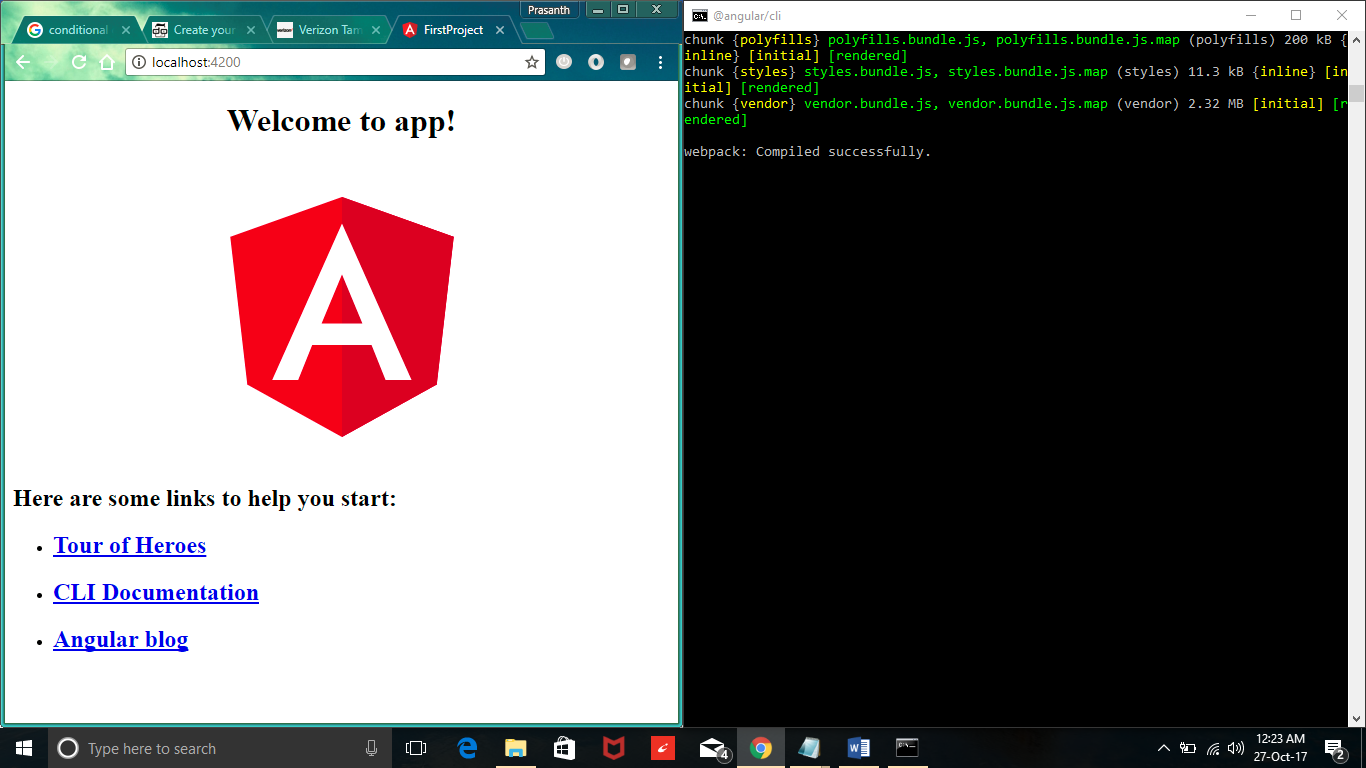 Prasanth
conditional
Create your
Verizon Tam
FirstProject
localhost:4200
Welcome to app!
A
Here are some links to help you start:
Tour of Heroes
CLI Documentation
Angular blog
@angular/cli
chunk {polyfills} polyfills.bundle.js, polyfills.bundle.js.map (polyfills) 200 kB {
inline} [initial] [rendered]
chunk {styles} styles.bundle.js, styles.bundle.js.map (styles) 11.3 kB {inline} [in
itial] [rendered]
chunk {vendor} vendor.bundle.js, vendor.bundle.js.map (vendor) 2.32 MB [initial] [r
endered]
webpack: Compiled successfully.
Type here to search
4
12:23 AM
27-Oct-17
2